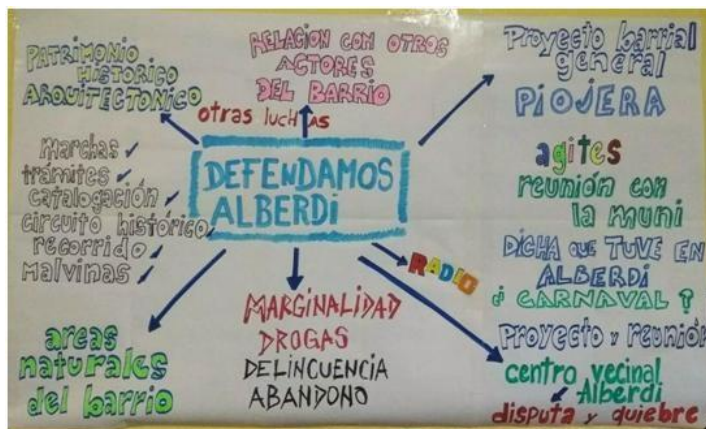 PATRIMONIO
HISTORICO
ARQUITECTONICO
RELACION CON OTROS
ACTORES
DEL BARRIO
otras luchas
Proyecto barrial
general
PIOJERA
marchas
trámites
catalogación
circuito histórico
recorrido
malvinas
DEFENDAMOS
ALBERDI
agites
reunión con
la muni
DICHA QUE TUVE EN
ALBERDI
¿ CARNAVAL ?
Proyecto y reunión
RADIO
areas
naturales
del barrio
MARGINALIDAD
DROGAS
DELINCUENCIA
ABANDONO
centro vecinal
Alberdi
disputa y quiebre